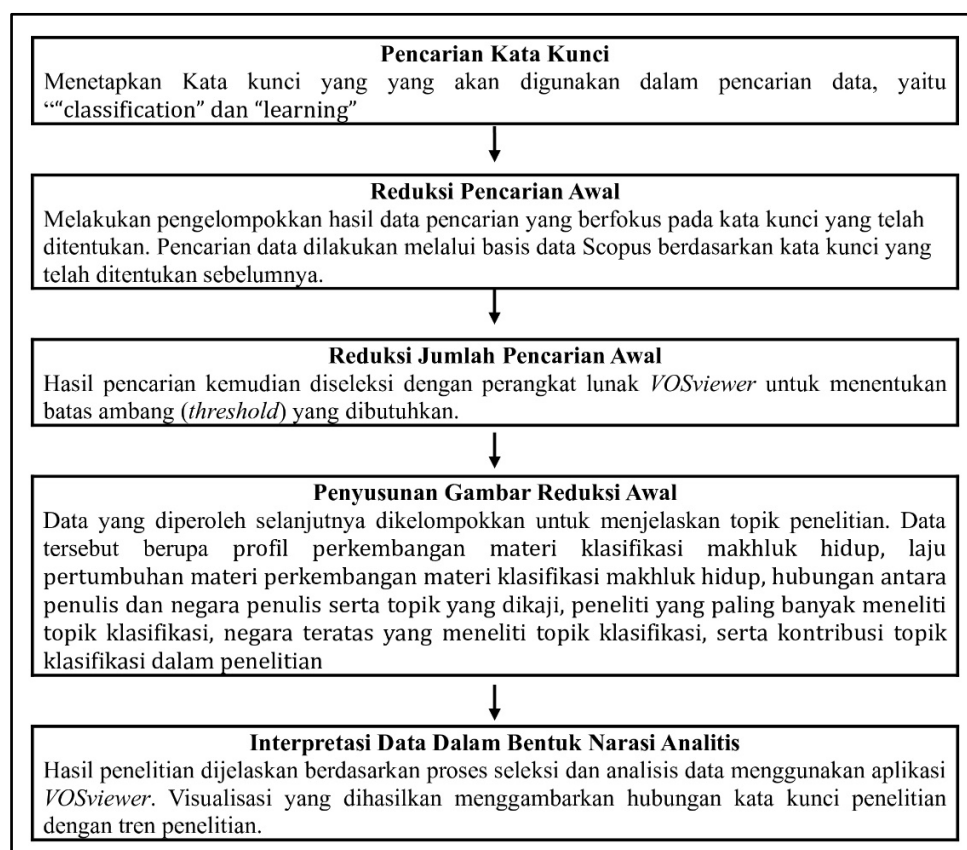 Pencarian Kata Kunci
Menetapkan Kata kunci yang yang akan digunakan dalam pencarian data, yaitu
““classification” dan “learning”
Reduksi Pencarian Awal
Melakukan pengelompokkan hasil data pencarian yang berfokus pada kata kunci yang telah
ditentukan. Pencarian data dilakukan melalui basis data Scopus berdasarkan kata kunci yang
telah ditentukan sebelumnya.
Reduksi Jumlah Pencarian Awal
Hasil pencarian kemudian diseleksi dengan perangkat lunak VOSviewer untuk menentukan
batas ambang (threshold) yang dibutuhkan.
Penyusunan Gambar Reduksi Awal
Data yang diperoleh selanjutnya dikelompokkan untuk menjelaskan topik penelitian. Data
tersebut berupa profil perkembangan materi klasifikasi makhluk hidup, laju
pertumbuhan materi perkembangan materi klasifikasi makhluk hidup, hubungan antara
penulis dan negara penulis serta topik yang dikaji, peneliti yang paling banyak meneliti
topik klasifikasi, negara teratas yang meneliti topik klasifikasi, serta kontribusi topik
klasifikasi dalam penelitian
Interpretasi Data Dalam Bentuk Narasi Analitis
Hasil penelitian dijelaskan berdasarkan proses seleksi dan analisis data menggunakan aplikasi
VOSviewer. Visualisasi yang dihasilkan menggambarkan hubungan kata kunci penelitian
dengan tren penelitian.